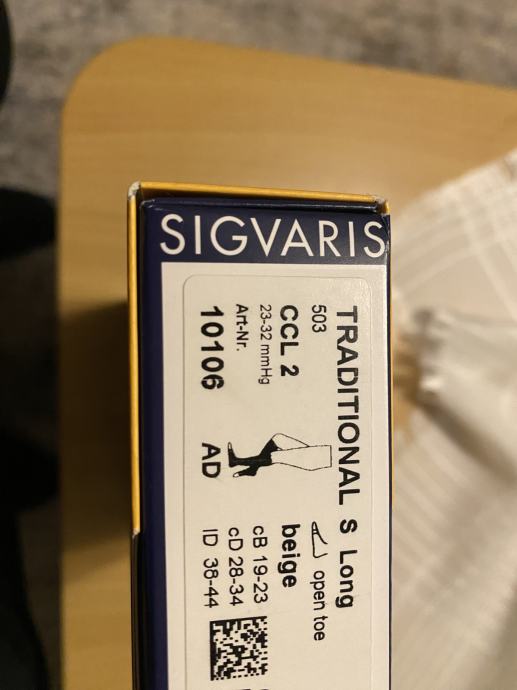 SIGVARIS
TRADITIONAL S Long
503
open toe
CCL 2
beige
23-32 mmHg
cB 19-23
Art-Nr.
cD 28-34
10106
AD
ID 38-44